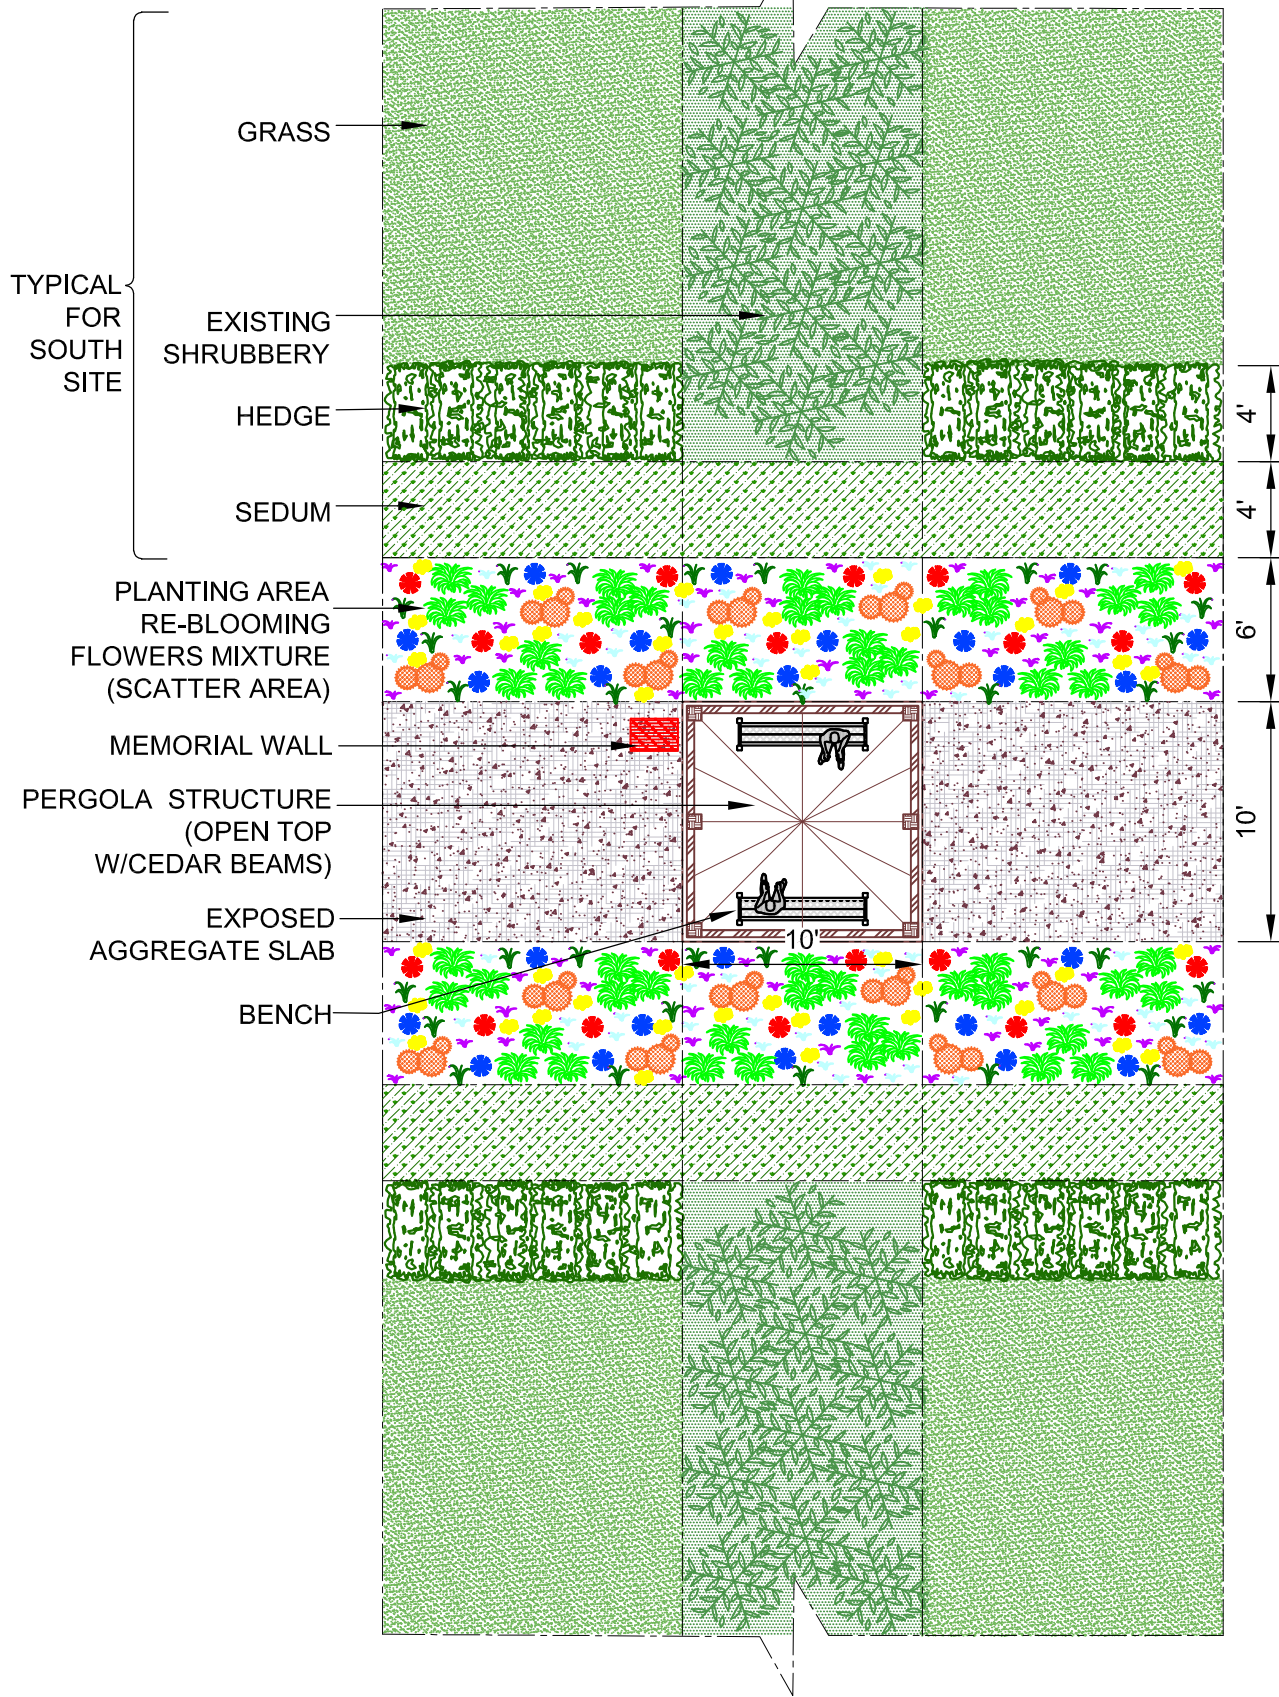 GRASS
TYPICAL
FOR
SOUTH
SITE
EXISTING
SHRUBBERY
HEDGE
4'
SEDUM
4'
PLANTING AREA
RE-BLOOMING
FLOWERS MIXTURE
(SCATTER AREA)
6'
MEMORIAL WALL
PERGOLA STRUCTURE
(OPEN TOP
W/CEDAR BEAMS)
10'
EXPOSED
AGGREGATE SLAB
10'
BENCH